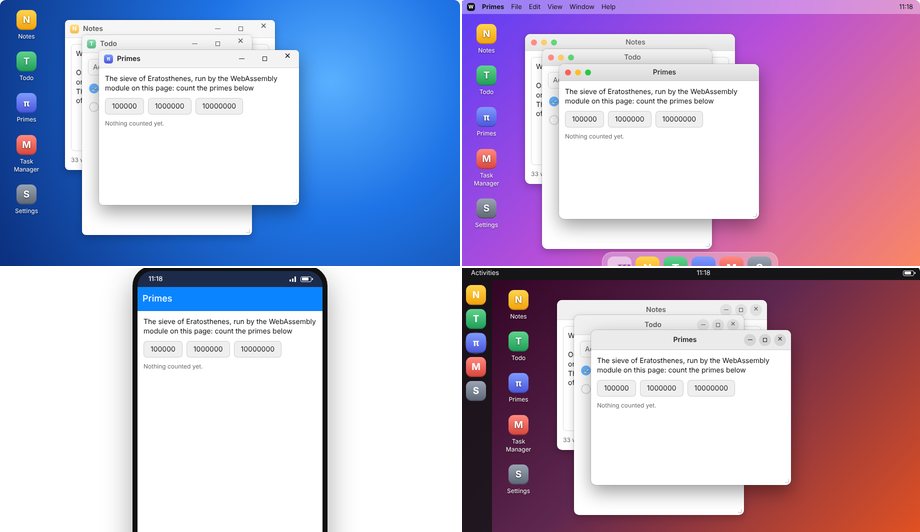 N
Notes
T
Todo
π
Primes
M
Task
Manager
S
Settings
N Notes
T Todo
π Primes
The sieve of Eratosthenes, run by the WebAssembly
module on this page: count the primes below
100000 1000000 10000000
Nothing counted yet.
W Primes File Edit View Window Help 11:18
N
Notes
T
Todo
π
Primes
M
Task
Manager
S
Settings
Notes
Todo
Primes
The sieve of Eratosthenes, run by the WebAssembly
module on this page: count the primes below
100000 1000000 10000000
Nothing counted yet.
11:18
Primes
The sieve of Eratosthenes, run by the WebAssembly
module on this page: count the primes below
100000 1000000 10000000
Nothing counted yet.
Activities 11:18
N
T
π
M
S
N
Notes
T
Todo
π
Primes
M
Task
Manager
S
Settings
Notes
Todo
Primes
The sieve of Eratosthenes, run by the WebAssembly
module on this page: count the primes below
100000 1000000 10000000
Nothing counted yet.